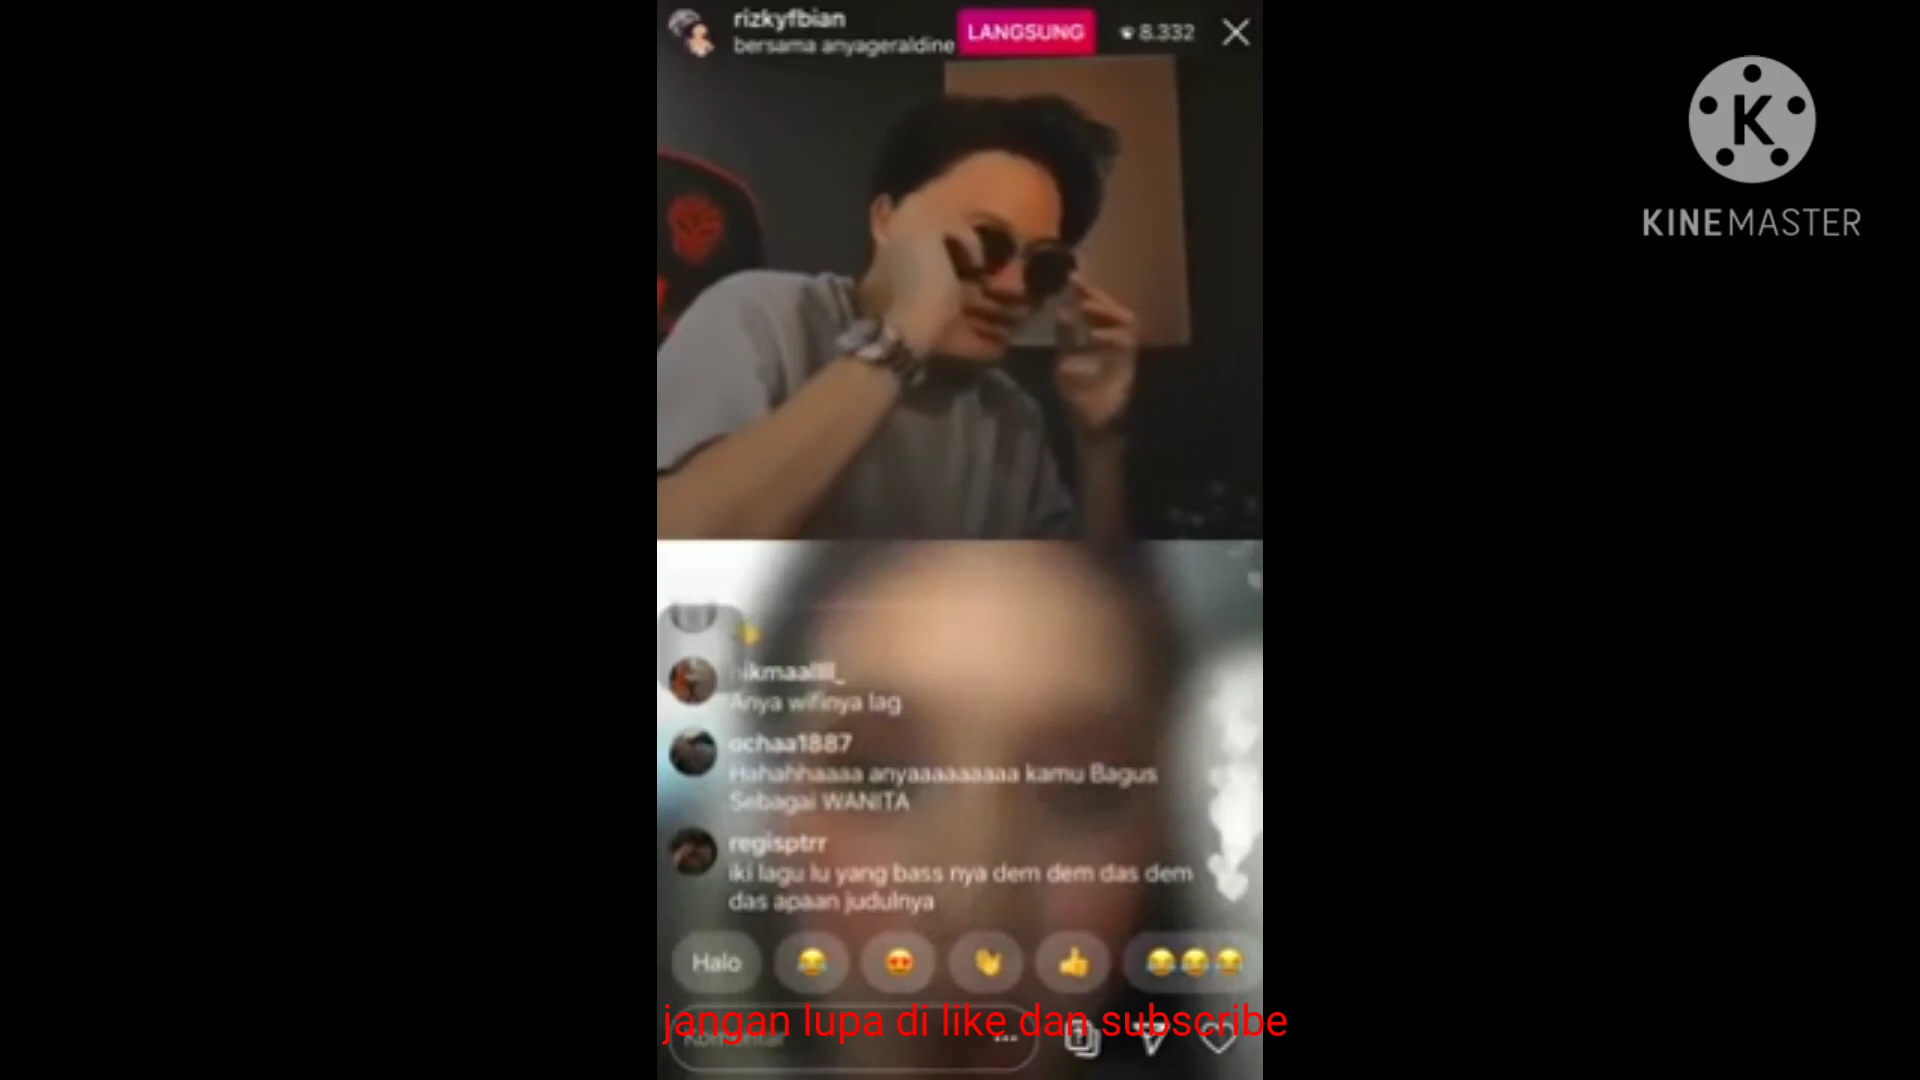 rizkyfbian
bersama anyageraldine
LANGSUNG
8.332
KINEMASTER
ikmaallll_
Anya wifinya lag
ochaa1887
Hahahhaaaa anyaaaaaaaaa kamu Bagus
Sebagai WANITA
regisptrr
iki lagu lu yang bass nya dem dem das dem
das apaan judulnya
Halo
jangan lupa di like dan subscribe
Komentar